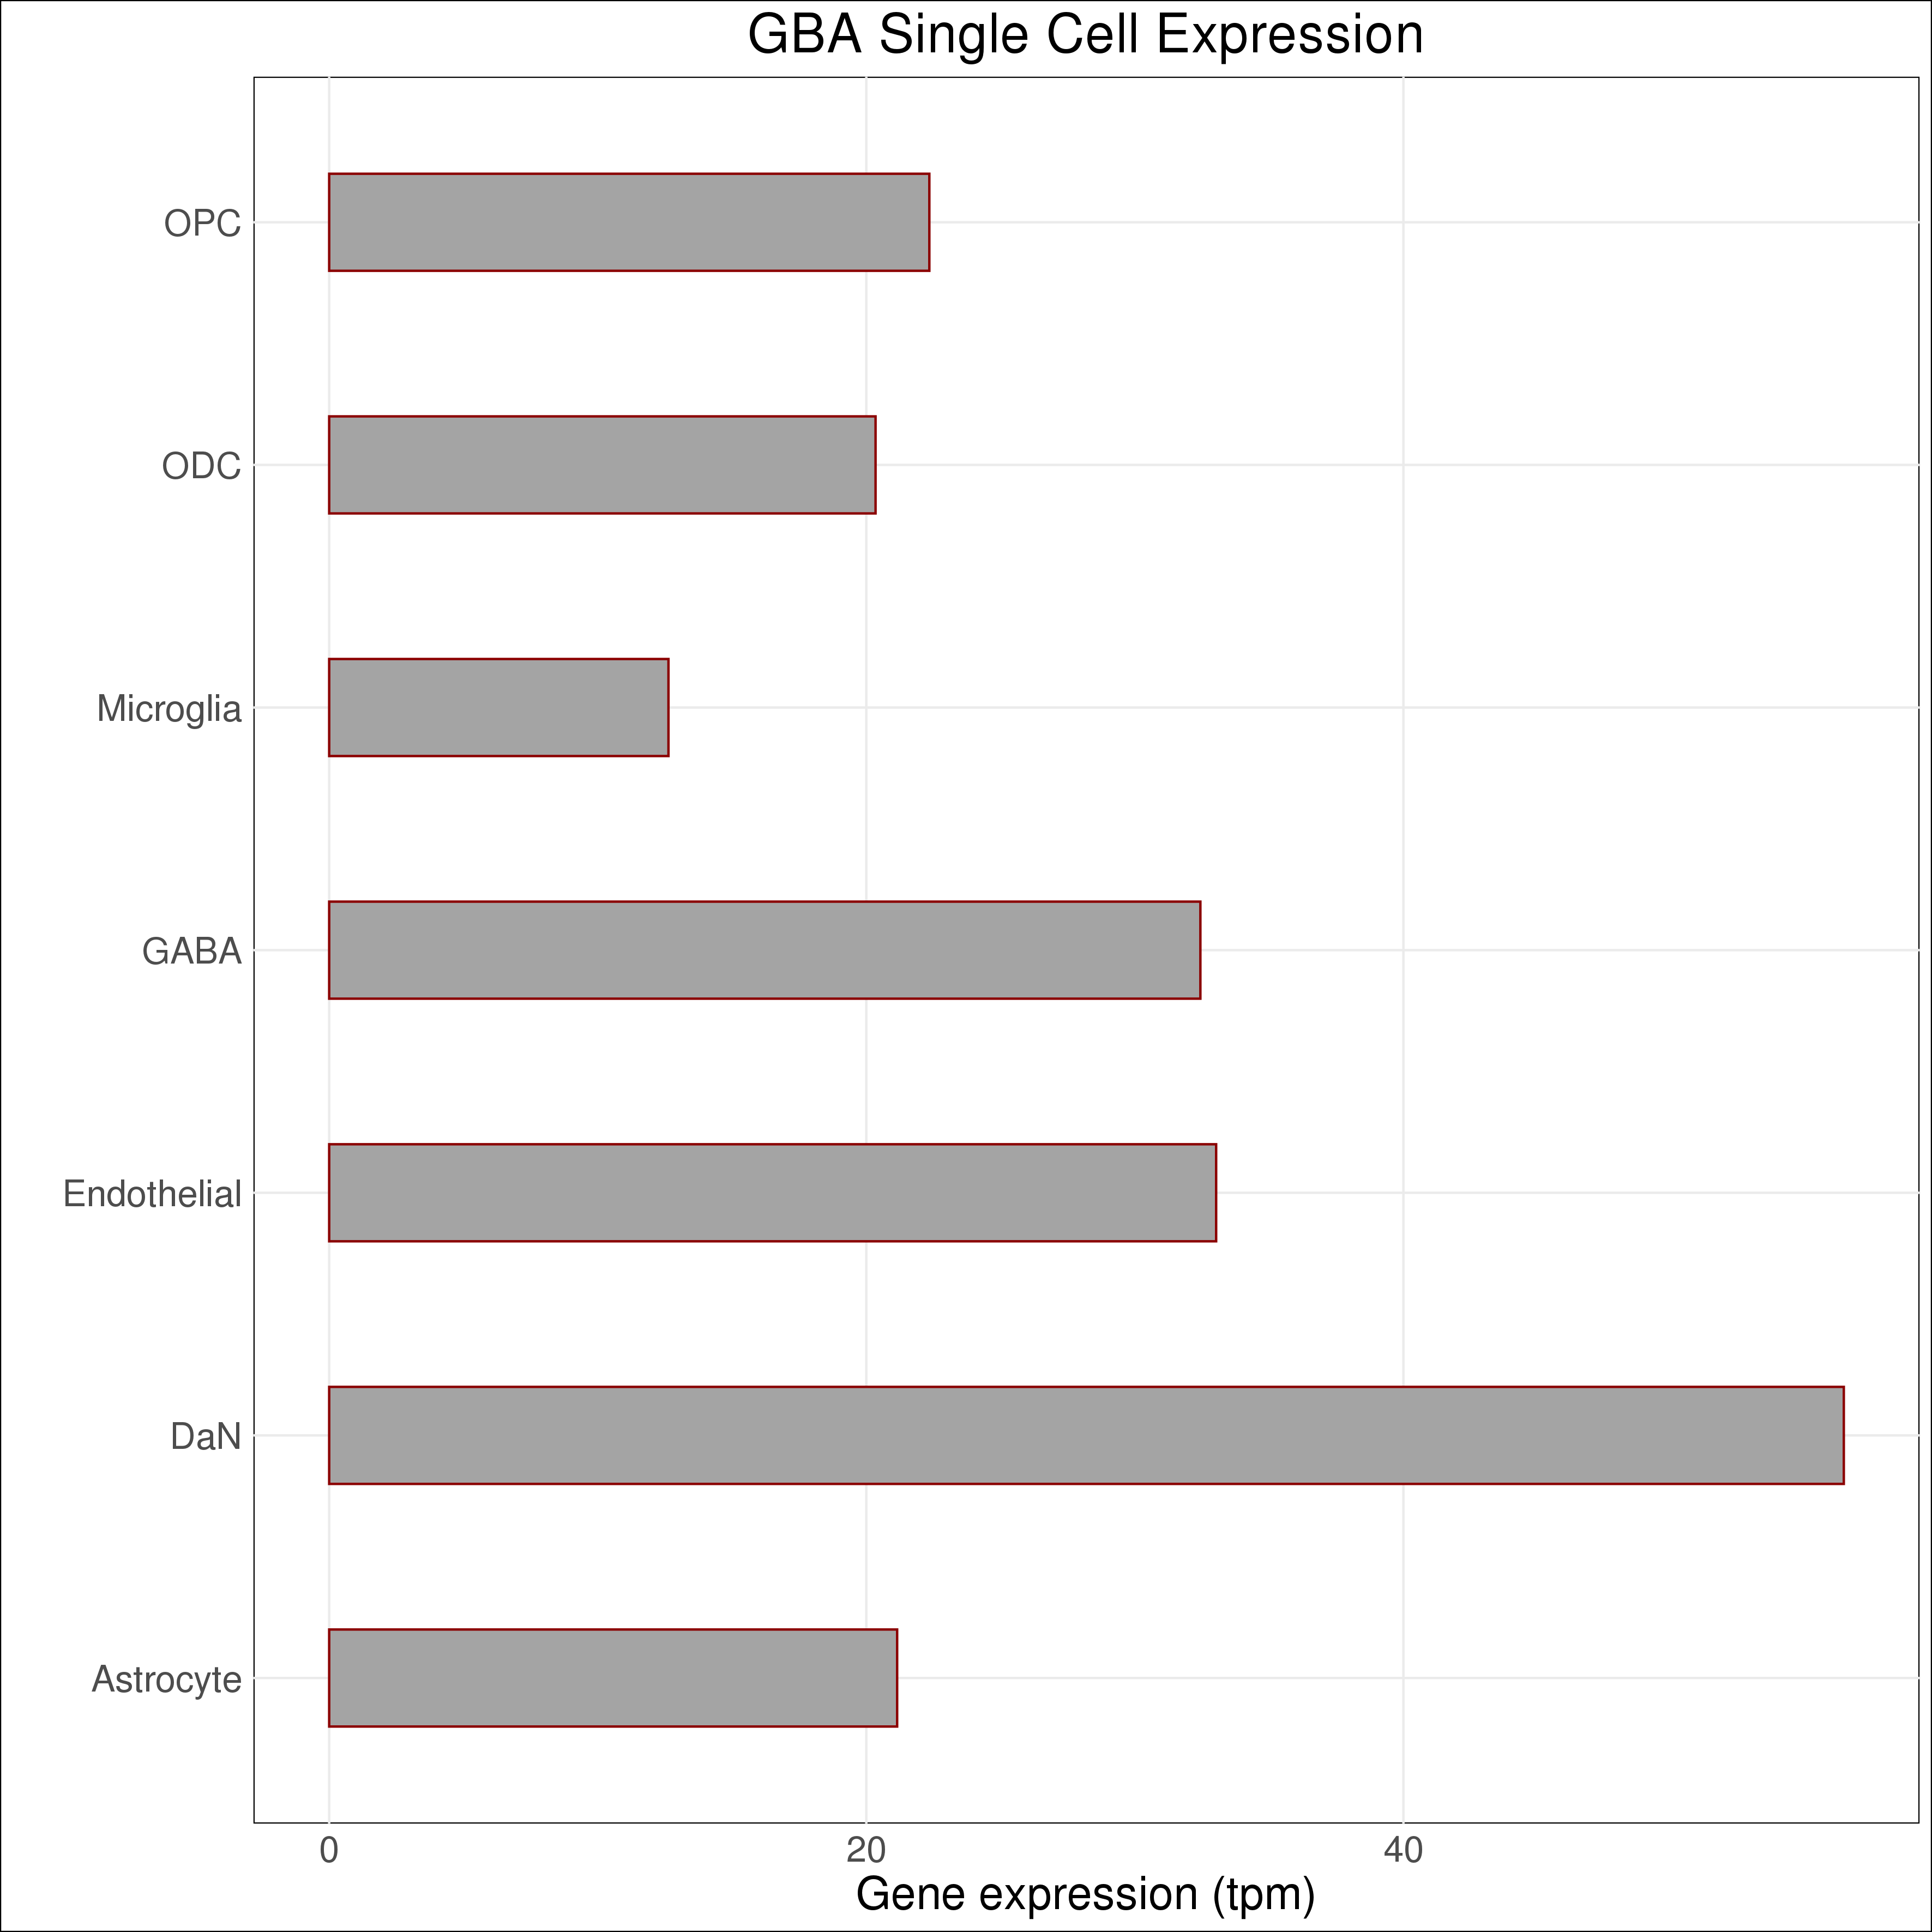 GBA Single Cell Expression
OPC
ODC
Microglia
GABA
Endothelial
DaN
Astrocyte
0 20 40
Gene expression (tpm)